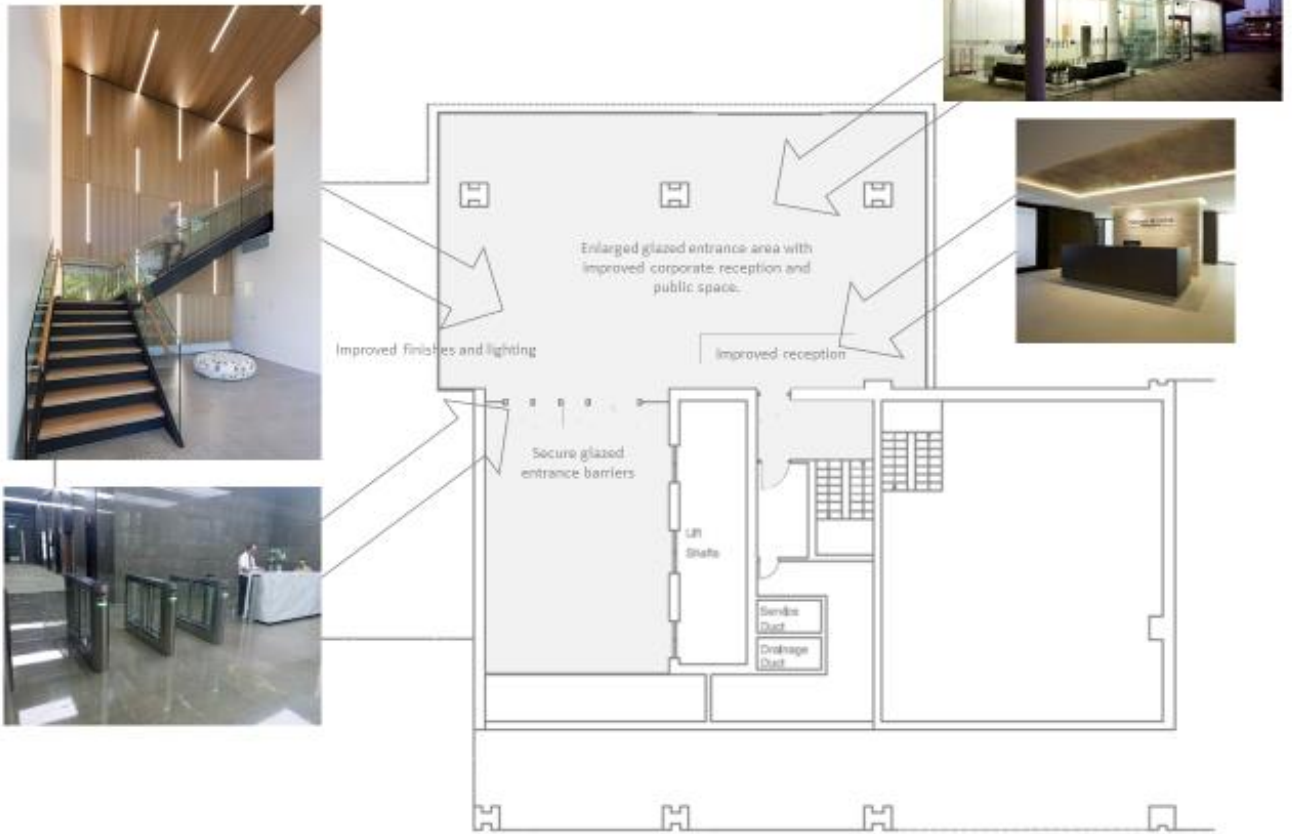 Enlarged glazed entrance area with
improved corporate reception and
public space.
Improved finishes and lighting
Improved reception
Secure glazed
entrance barriers
Lift
Shafts
Service
Duct
Drainage
Duct